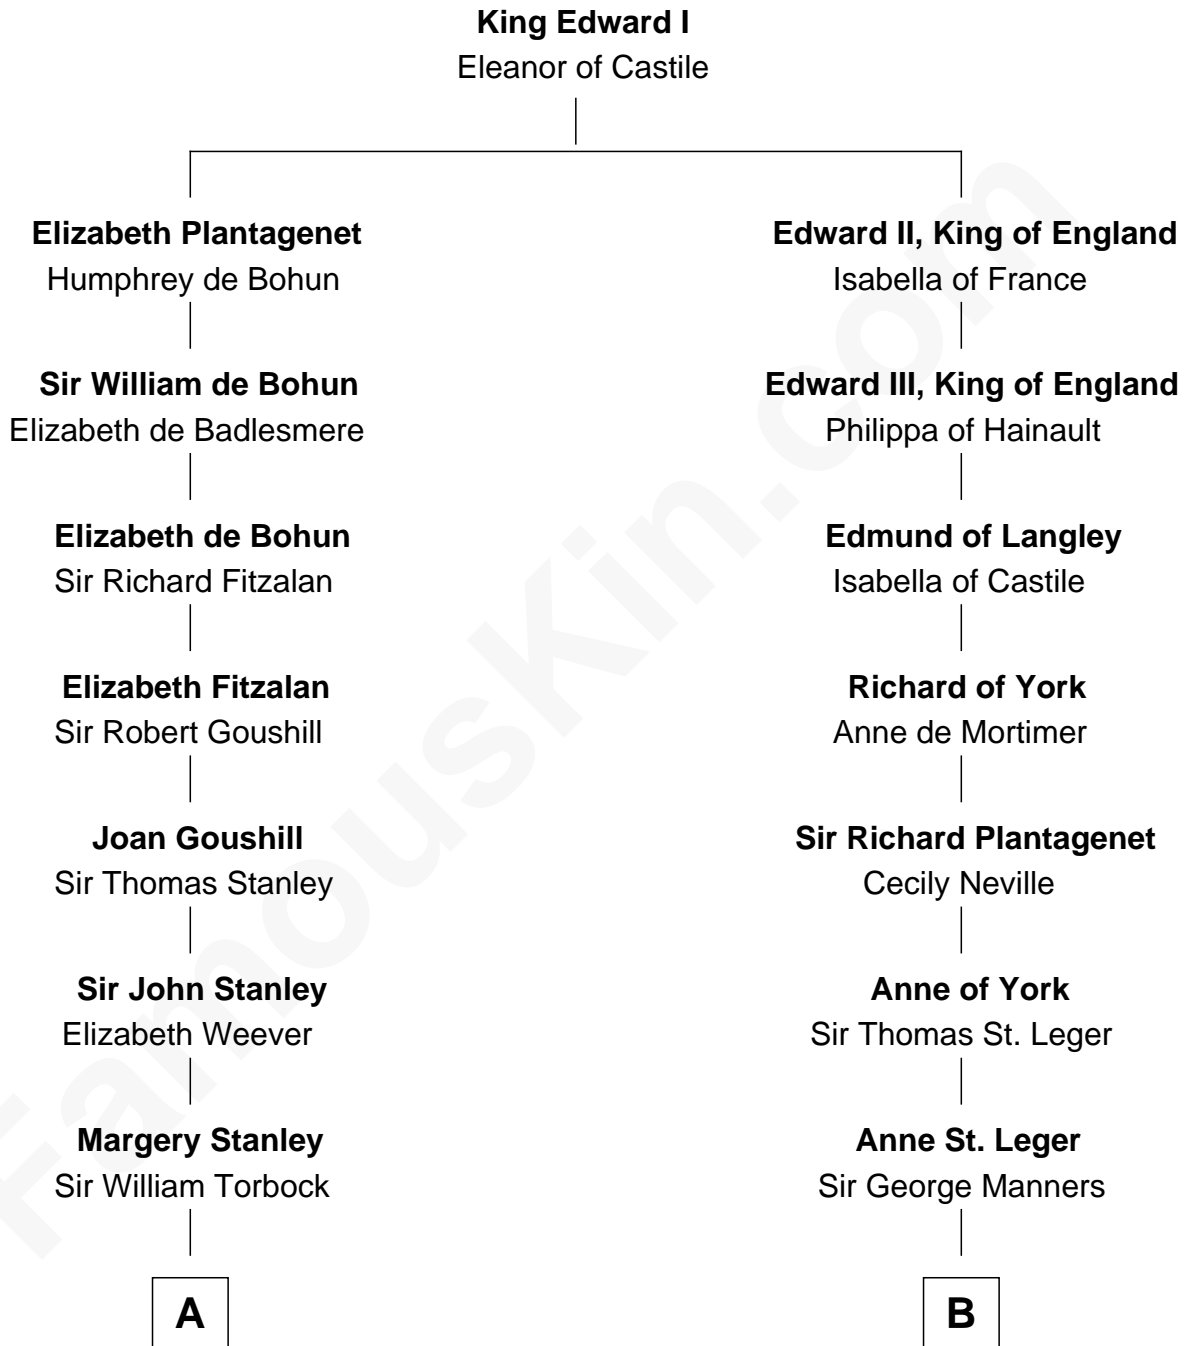 King Edward I
Eleanor of Castile
Elizabeth Plantagenet
Humphrey de Bohun
Edward II, King of England
Isabella of France
Sir William de Bohun
Elizabeth de Badlesmere
Edward III, King of England
Philippa of Hainault
Elizabeth de Bohun
Sir Richard Fitzalan
Edmund of Langley
Isabella of Castile
Elizabeth Fitzalan
Sir Robert Goushill
Richard of York
Anne de Mortimer
Joan Goushill
Sir Thomas Stanley
Sir Richard Plantagenet
Cecily Neville
Sir John Stanley
Elizabeth Weever
Anne of York
Sir Thomas St. Leger
Margery Stanley
Sir William Torbock
Anne St. Leger
Sir George Manners
A
B
FamousKin.com